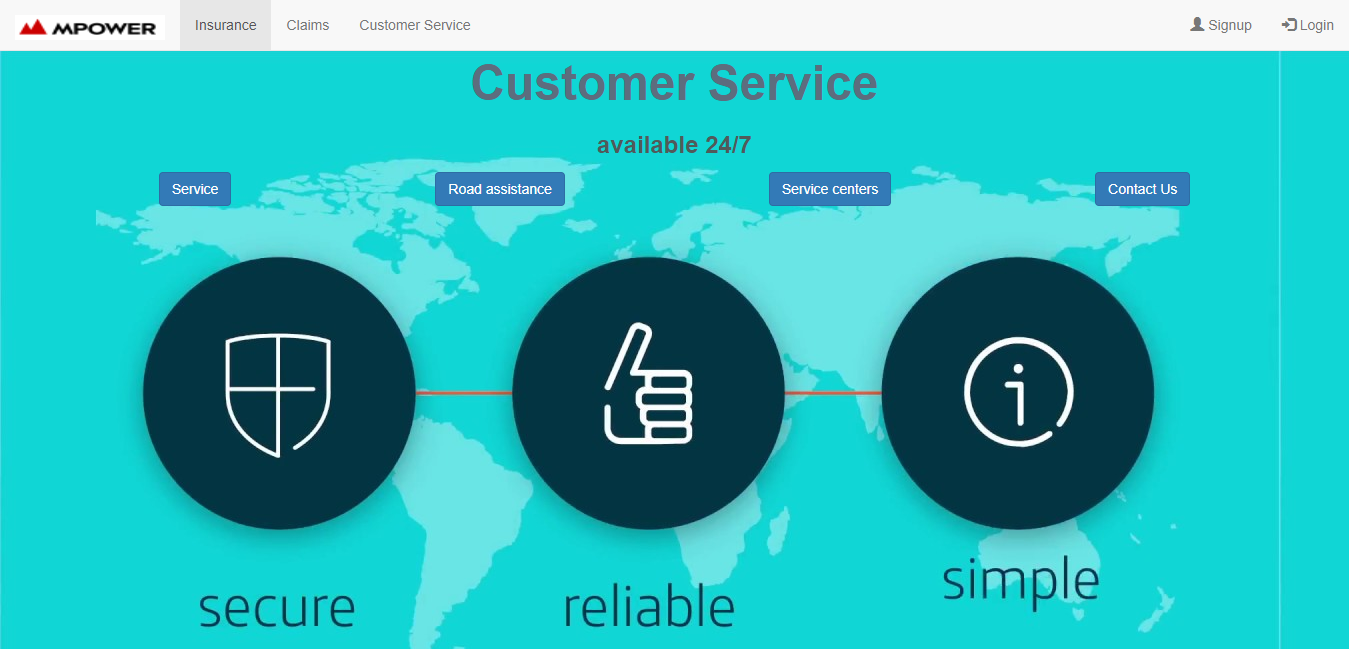 MPOWER Insurance Claims Customer Service Signup Login
Customer Service
available 24/7
Service Road assistance Service centers Contact Us
secure reliable simple